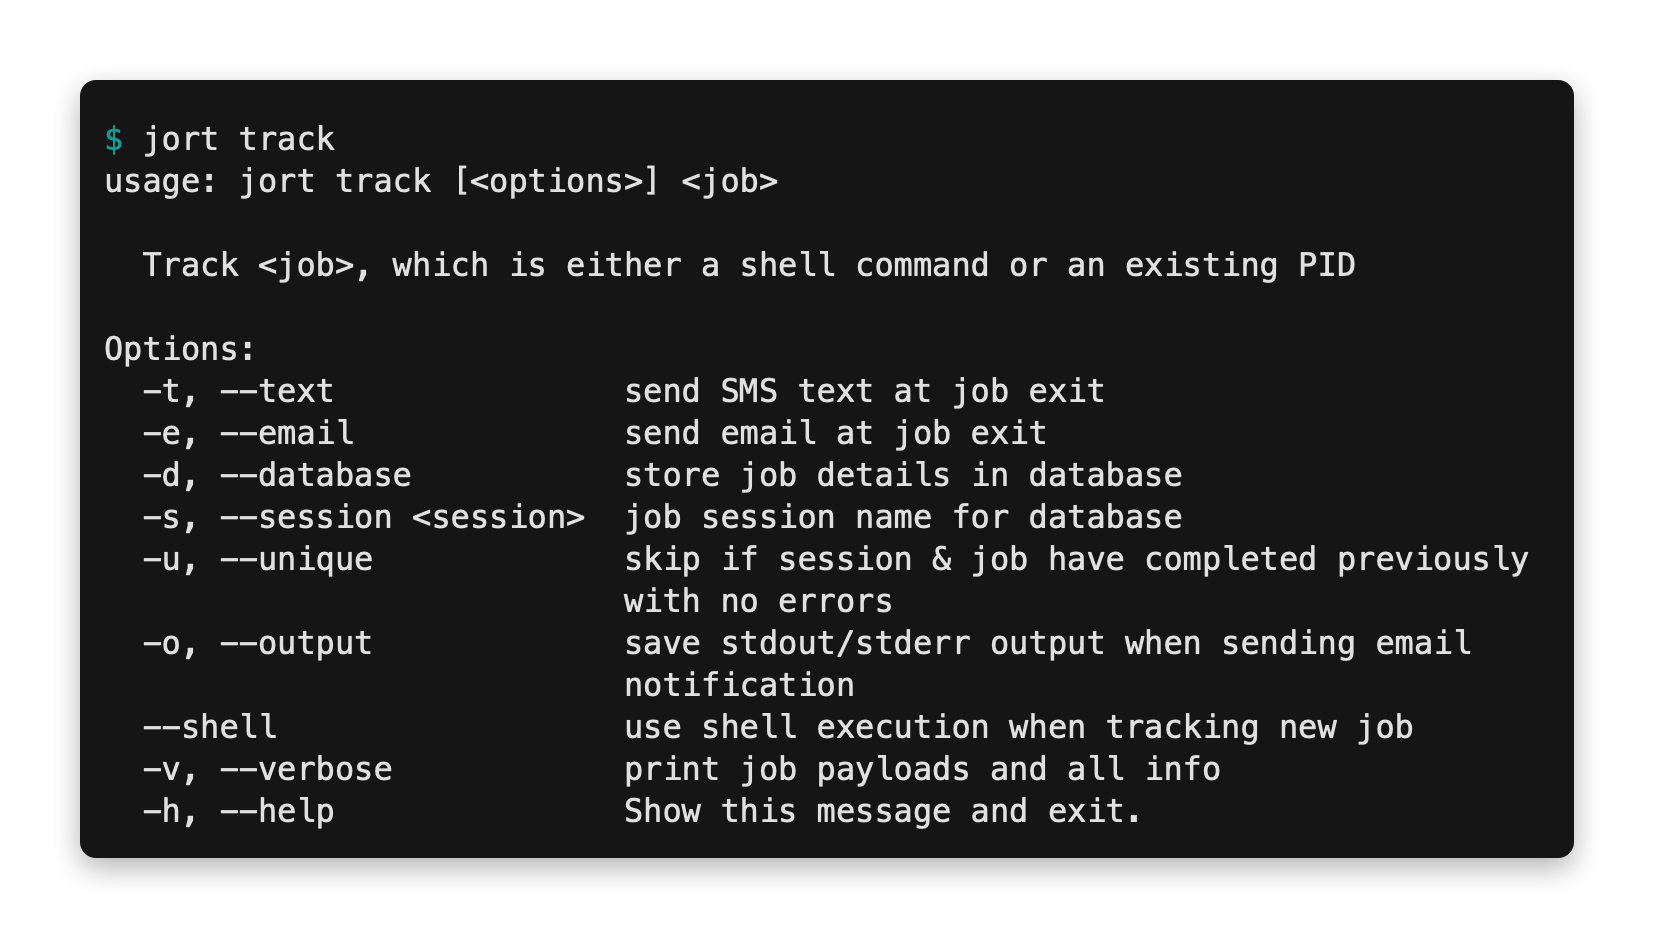 $ jort track
usage: jort track [<options>] <job>
Track <job>, which is either a shell command or an existing PID
Options:
-t, --text send SMS text at job exit
-e, --email send email at job exit
-d, --database store job details in database
-s, --session <session> job session name for database
-u, --unique skip if session & job have completed previously
with no errors
-o, --output save stdout/stderr output when sending email
notification
--shell use shell execution when tracking new job
-v, --verbose print job payloads and all info
-h, --help Show this message and exit.